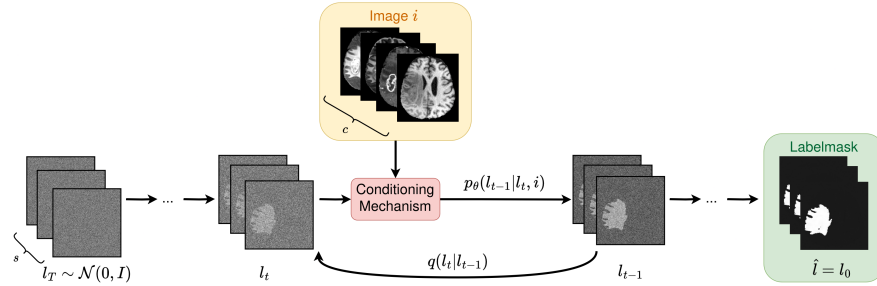 Image i
c
Labelmask
Conditioning
Mechanism
p_θ(l_{t-1}|l_t, i)
...
...
s
l_T ∼ 𝒩(0, I)
l_t
q(l_t|l_{t-1})
l_{t-1}
l̂ = l_0